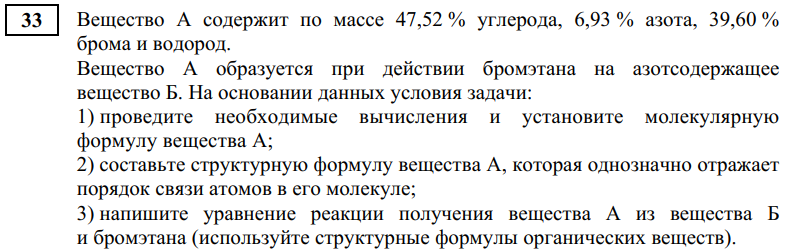 33 Вещество А содержит по массе 47,52 % углерода, 6,93 % азота, 39,60 %
брома и водород.
Вещество А образуется при действии бромэтана на азотсодержащее
вещество Б. На основании данных условия задачи:
1) проведите необходимые вычисления и установите молекулярную
формулу вещества А;
2) составьте структурную формулу вещества А, которая однозначно отражает
порядок связи атомов в его молекуле;
3) напишите уравнение реакции получения вещества А из вещества Б
и бромэтана (используйте структурные формулы органических веществ).